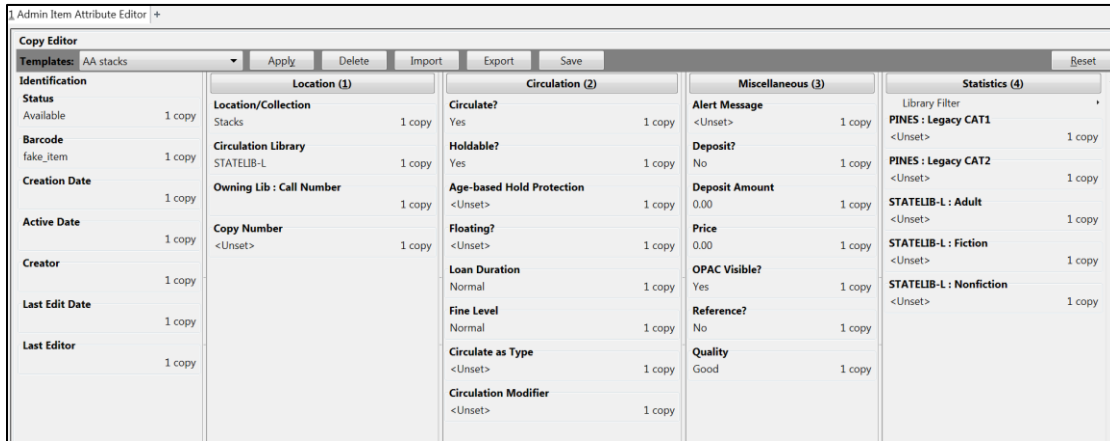 1 Admin Item Attribute Editor +
Copy Editor
Templates: AA stacks Apply Delete Import Export Save Reset
Identification
Status
Available 1 copy
Barcode
fake_item 1 copy
Creation Date
1 copy
Active Date
1 copy
Creator
1 copy
Last Edit Date
1 copy
Last Editor
1 copy
Location (1)
Location/Collection
Stacks 1 copy
Circulation Library
STATELIB-L 1 copy
Owning Lib : Call Number
1 copy
Copy Number
<Unset> 1 copy
Circulation (2)
Circulate?
Yes 1 copy
Holdable?
Yes 1 copy
Age-based Hold Protection
<Unset> 1 copy
Floating?
<Unset> 1 copy
Loan Duration
Normal 1 copy
Fine Level
Normal 1 copy
Circulate as Type
<Unset> 1 copy
Circulation Modifier
<Unset> 1 copy
Miscellaneous (3)
Alert Message
<Unset> 1 copy
Deposit?
No 1 copy
Deposit Amount
0.00 1 copy
Price
0.00 1 copy
OPAC Visible?
Yes 1 copy
Reference?
No 1 copy
Quality
Good 1 copy
Statistics (4)
Library Filter
PINES : Legacy CAT1
<Unset> 1 copy
PINES : Legacy CAT2
<Unset> 1 copy
STATELIB-L : Adult
<Unset> 1 copy
STATELIB-L : Fiction
<Unset> 1 copy
STATELIB-L : Nonfiction
<Unset> 1 copy